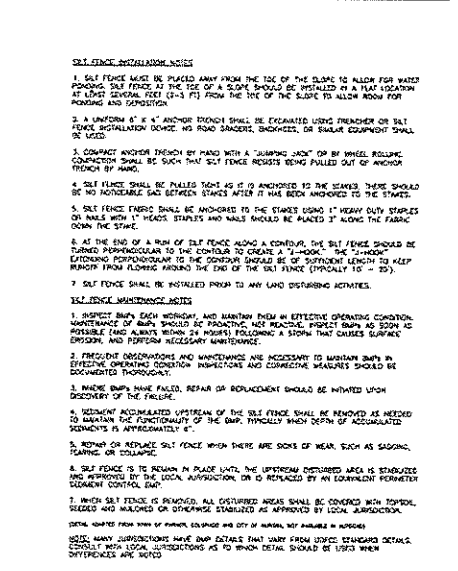 SILT FENCE INSTALLATION NOTES
1. SILT FENCE MUST BE PLACED AWAY FROM THE TOE OF THE SLOPE TO ALLOW FOR WATER
PONDING. SILT FENCE AT THE TOE OF A SLOPE SHOULD BE INSTALLED IN A FLAT LOCATION
AT LEAST SEVERAL FEET (2-5 FT) FROM THE TOE OF THE SLOPE TO ALLOW ROOM FOR
PONDING AND DEPOSITION.
2. A UNIFORM 6" X 4" ANCHOR TRENCH SHALL BE EXCAVATED USING TRENCHER OR SILT
FENCE INSTALLATION DEVICE. NO ROAD GRADERS, BACKHOES, OR SIMILAR EQUIPMENT SHALL
BE USED.
3. COMPACT ANCHOR TRENCH BY HAND WITH A "JUMPING JACK" OR BY WHEEL ROLLING.
COMPACTION SHALL BE SUCH THAT SILT FENCE RESISTS BEING PULLED OUT OF ANCHOR
TRENCH BY HAND.
4. SILT FENCE SHALL BE PULLED TIGHT AS IT IS ANCHORED TO THE STAKES. THERE SHOULD
BE NO NOTICEABLE SAG BETWEEN STAKES AFTER IT HAS BEEN ANCHORED TO THE STAKES.
5. SILT FENCE FABRIC SHALL BE ANCHORED TO THE STAKES USING 1" HEAVY DUTY STAPLES
OR NAILS WITH 1" HEADS. STAPLES AND NAILS SHOULD BE PLACED 3" ALONG THE FABRIC
DOWN THE STAKE.
6. AT THE END OF A RUN OF SILT FENCE ALONG A CONTOUR, THE SILT FENCE SHOULD BE
TURNED PERPENDICULAR TO THE CONTOUR TO CREATE A "J-HOOK." THE "J-HOOK"
EXTENDING PERPENDICULAR TO THE CONTOUR SHOULD BE OF SUFFICIENT LENGTH TO KEEP
RUNOFF FROM FLOWING AROUND THE END OF THE SILT FENCE (TYPICALLY 10' - 20').
7. SILT FENCE SHALL BE INSTALLED PRIOR TO ANY LAND DISTURBING ACTIVITIES.
SILT FENCE MAINTENANCE NOTES
1. INSPECT BMPs EACH WORKDAY, AND MAINTAIN THEM IN EFFECTIVE OPERATING CONDITION.
MAINTENANCE OF BMPs SHOULD BE PROACTIVE, NOT REACTIVE. INSPECT BMPs AS SOON AS
POSSIBLE (AND ALWAYS WITHIN 24 HOURS) FOLLOWING A STORM THAT CAUSES SURFACE
EROSION, AND PERFORM NECESSARY MAINTENANCE.
2. FREQUENT OBSERVATIONS AND MAINTENANCE ARE NECESSARY TO MAINTAIN BMPs IN
EFFECTIVE OPERATING CONDITION. INSPECTIONS AND CORRECTIVE MEASURES SHOULD BE
DOCUMENTED THOROUGHLY.
3. WHERE BMPs HAVE FAILED, REPAIR OR REPLACEMENT SHOULD BE INITIATED UPON
DISCOVERY OF THE FAILURE.
4. SEDIMENT ACCUMULATED UPSTREAM OF THE SILT FENCE SHALL BE REMOVED AS NEEDED
TO MAINTAIN THE FUNCTIONALITY OF THE BMP, TYPICALLY WHEN DEPTH OF ACCUMULATED
SEDIMENTS IS APPROXIMATELY 6".
5. REPAIR OR REPLACE SILT FENCE WHEN THERE ARE SIGNS OF WEAR, SUCH AS SAGGING,
TEARING, OR COLLAPSE.
6. SILT FENCE IS TO REMAIN IN PLACE UNTIL THE UPSTREAM DISTURBED AREA IS STABILIZED
AND APPROVED BY THE LOCAL JURISDICTION, OR IS REPLACED BY AN EQUIVALENT PERIMETER
SEDIMENT CONTROL BMP.
7. WHEN SILT FENCE IS REMOVED, ALL DISTURBED AREAS SHALL BE COVERED WITH TOPSOIL,
SEEDED AND MULCHED OR OTHERWISE STABILIZED AS APPROVED BY LOCAL JURISDICTION.
(DETAIL ADAPTED FROM TOWN OF PARKER, COLORADO AND CITY OF AURORA, NOT AVAILABLE IN AUTOCAD)
NOTE: MANY JURISDICTIONS HAVE BMP DETAILS THAT VARY FROM UDFCD STANDARD DETAILS.
CONSULT WITH LOCAL JURISDICTIONS AS TO WHICH DETAIL SHOULD BE USED WHEN
DIFFERENCES ARE NOTED.